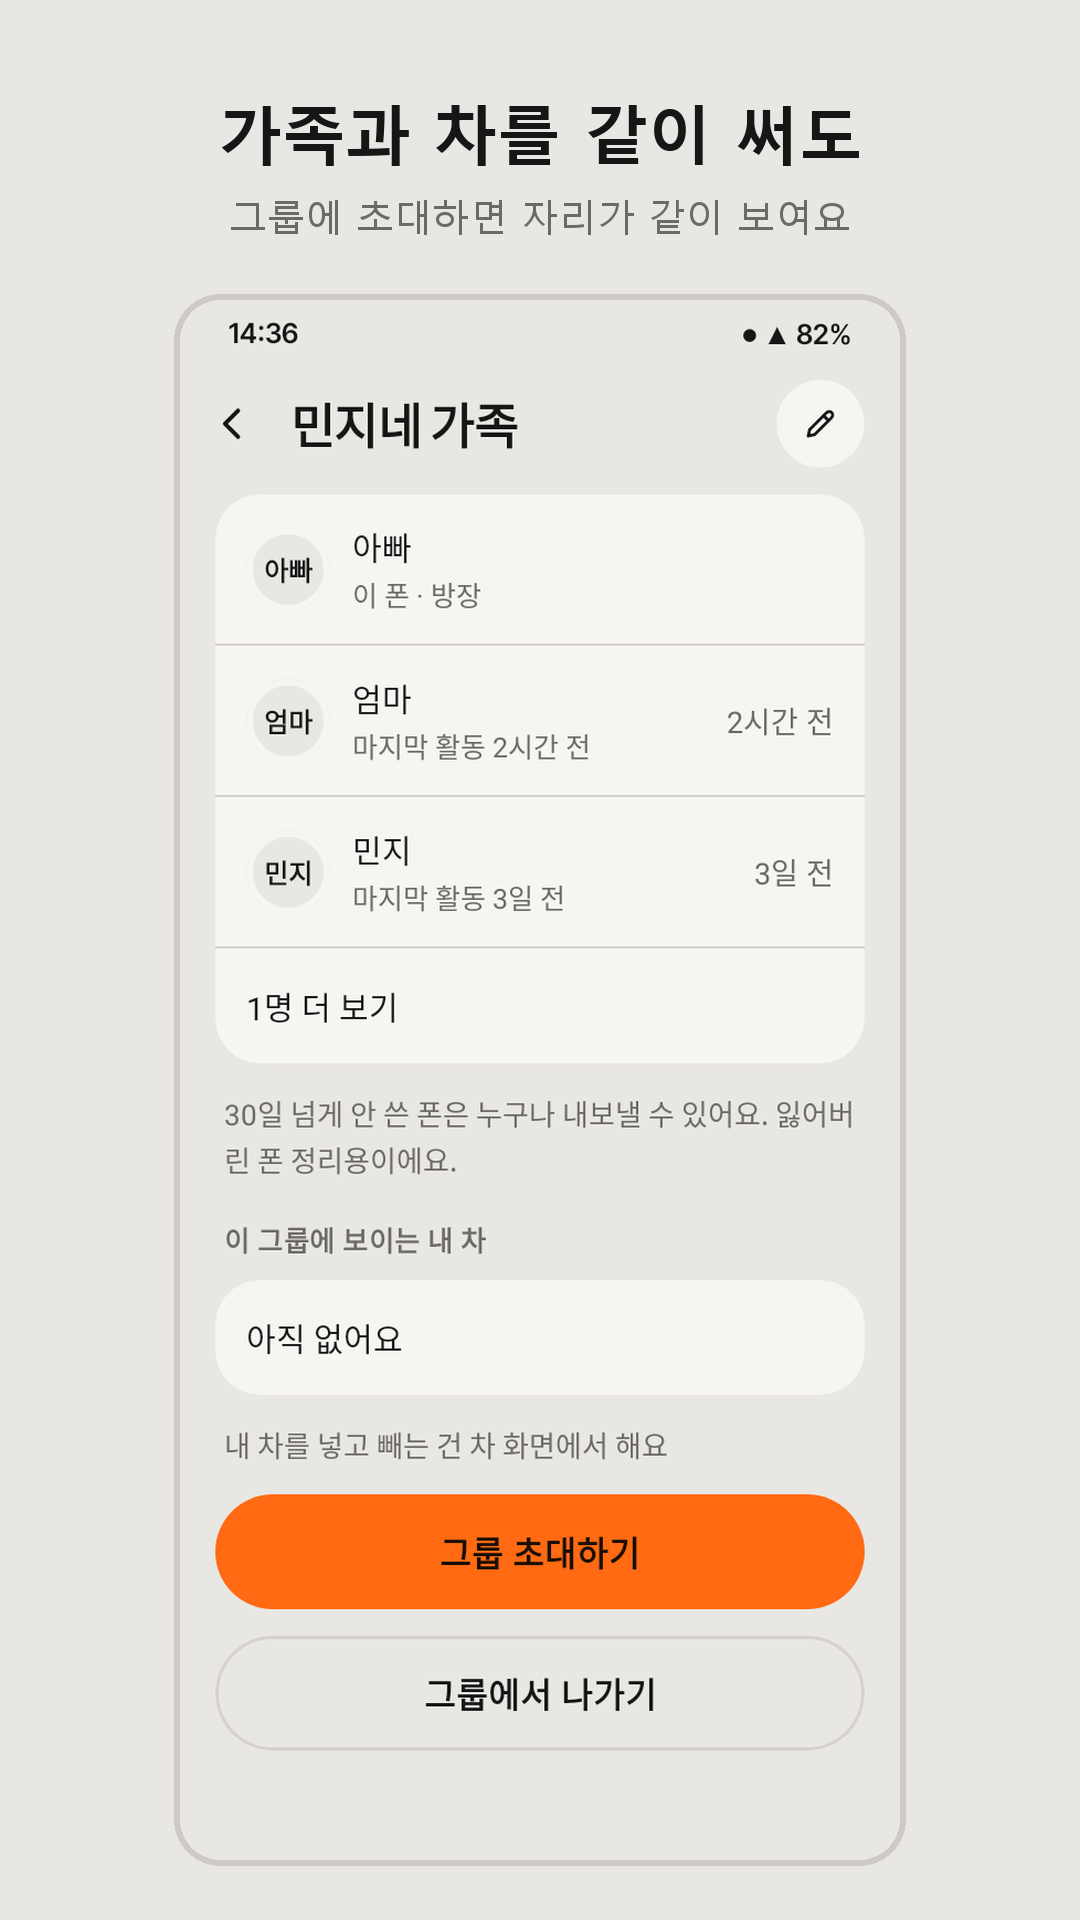 가족과 차를 같이 써도
그룹에 초대하면 자리가 같이 보여요
14:36
82%
민지네 가족
아빠
아빠
이 폰 · 방장
엄마
엄마
마지막 활동 2시간 전
2시간 전
민지
민지
마지막 활동 3일 전
3일 전
1명 더 보기
30일 넘게 안 쓴 폰은 누구나 내보낼 수 있어요. 잃어버
린 폰 정리용이에요.
이 그룹에 보이는 내 차
아직 없어요
내 차를 넣고 빼는 건 차 화면에서 해요
그룹 초대하기
그룹에서 나가기